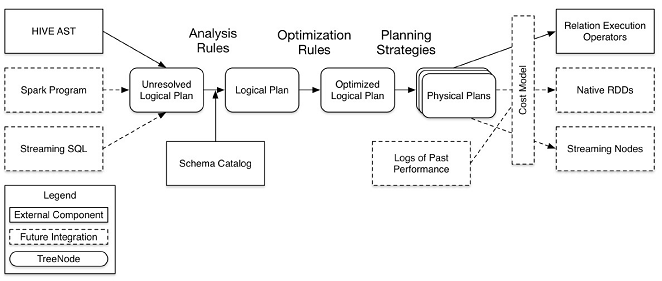 HIVE AST
Analysis
Rules
Optimization
Rules
Planning
Strategies
Relation Execution
Operators
Spark Program
Unresolved
Logical Plan
Logical Plan
Optimized
Logical Plan
Physical Plans
Cost Model
Native RDDs
Streaming SQL
Schema Catalog
Logs of Past
Performance
Streaming Nodes
Legend
External Component
Future Integration
TreeNode